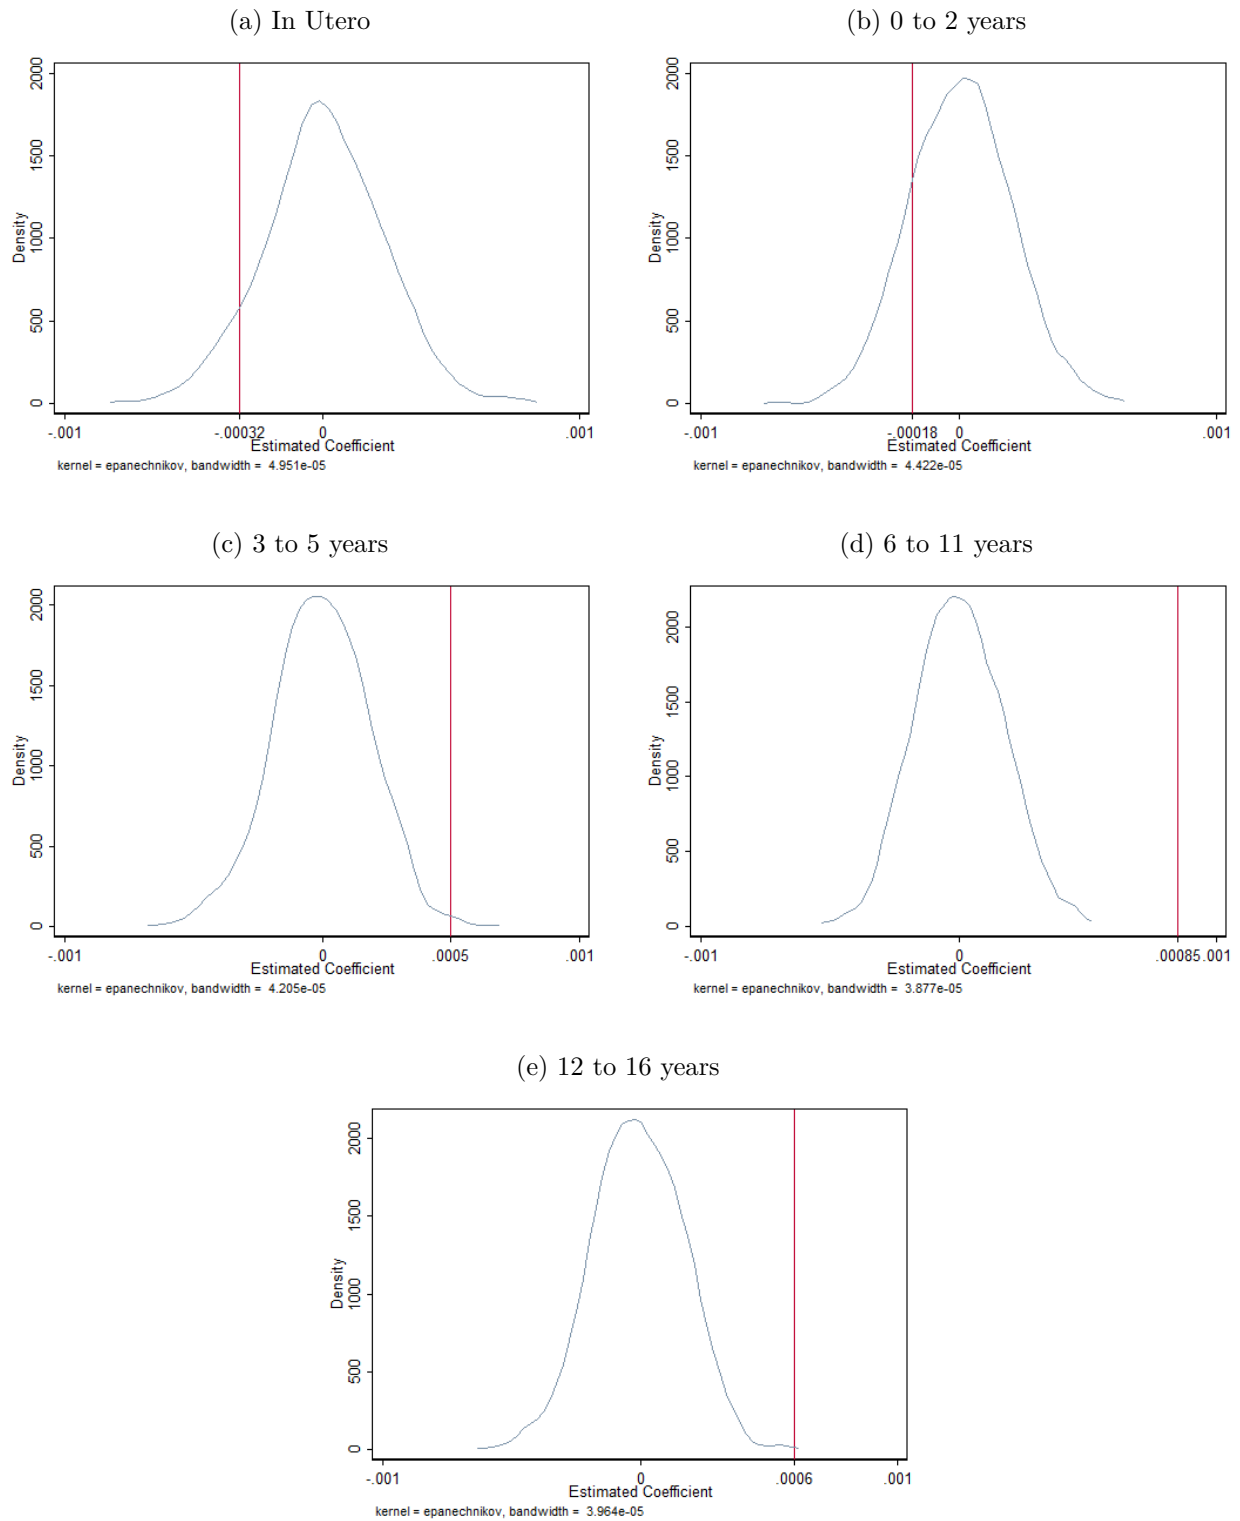 (a) In Utero
2000
1500
1000
500
0
Density
-.001
-.00032
0
.001
Estimated Coefficient
kernel = epanechnikov, bandwidth = 4.951e-05
(b) 0 to 2 years
2000
1500
1000
500
0
Density
-.001
-.00018
0
.001
Estimated Coefficient
kernel = epanechnikov, bandwidth = 4.422e-05
(c) 3 to 5 years
2000
1500
1000
500
0
Density
-.001
0
.0005
.001
Estimated Coefficient
kernel = epanechnikov, bandwidth = 4.205e-05
(d) 6 to 11 years
2000
1500
1000
500
0
Density
-.001
0
.00085
.001
Estimated Coefficient
kernel = epanechnikov, bandwidth = 3.877e-05
(e) 12 to 16 years
2000
1500
1000
500
0
Density
-.001
0
.0006
.001
Estimated Coefficient
kernel = epanechnikov, bandwidth = 3.964e-05